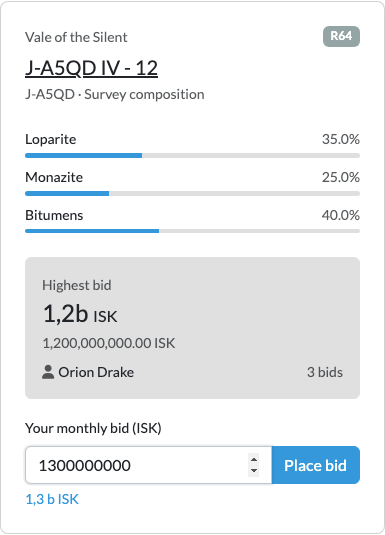 Vale of the Silent R64
J-A5QD IV - 12
J-A5QD · Survey composition
Loparite 35.0%
Monazite 25.0%
Bitumens 40.0%
Highest bid
1,2b ISK
1,200,000,000.00 ISK
Orion Drake 3 bids
Your monthly bid (ISK)
1300000000 Place bid
1,3 b ISK